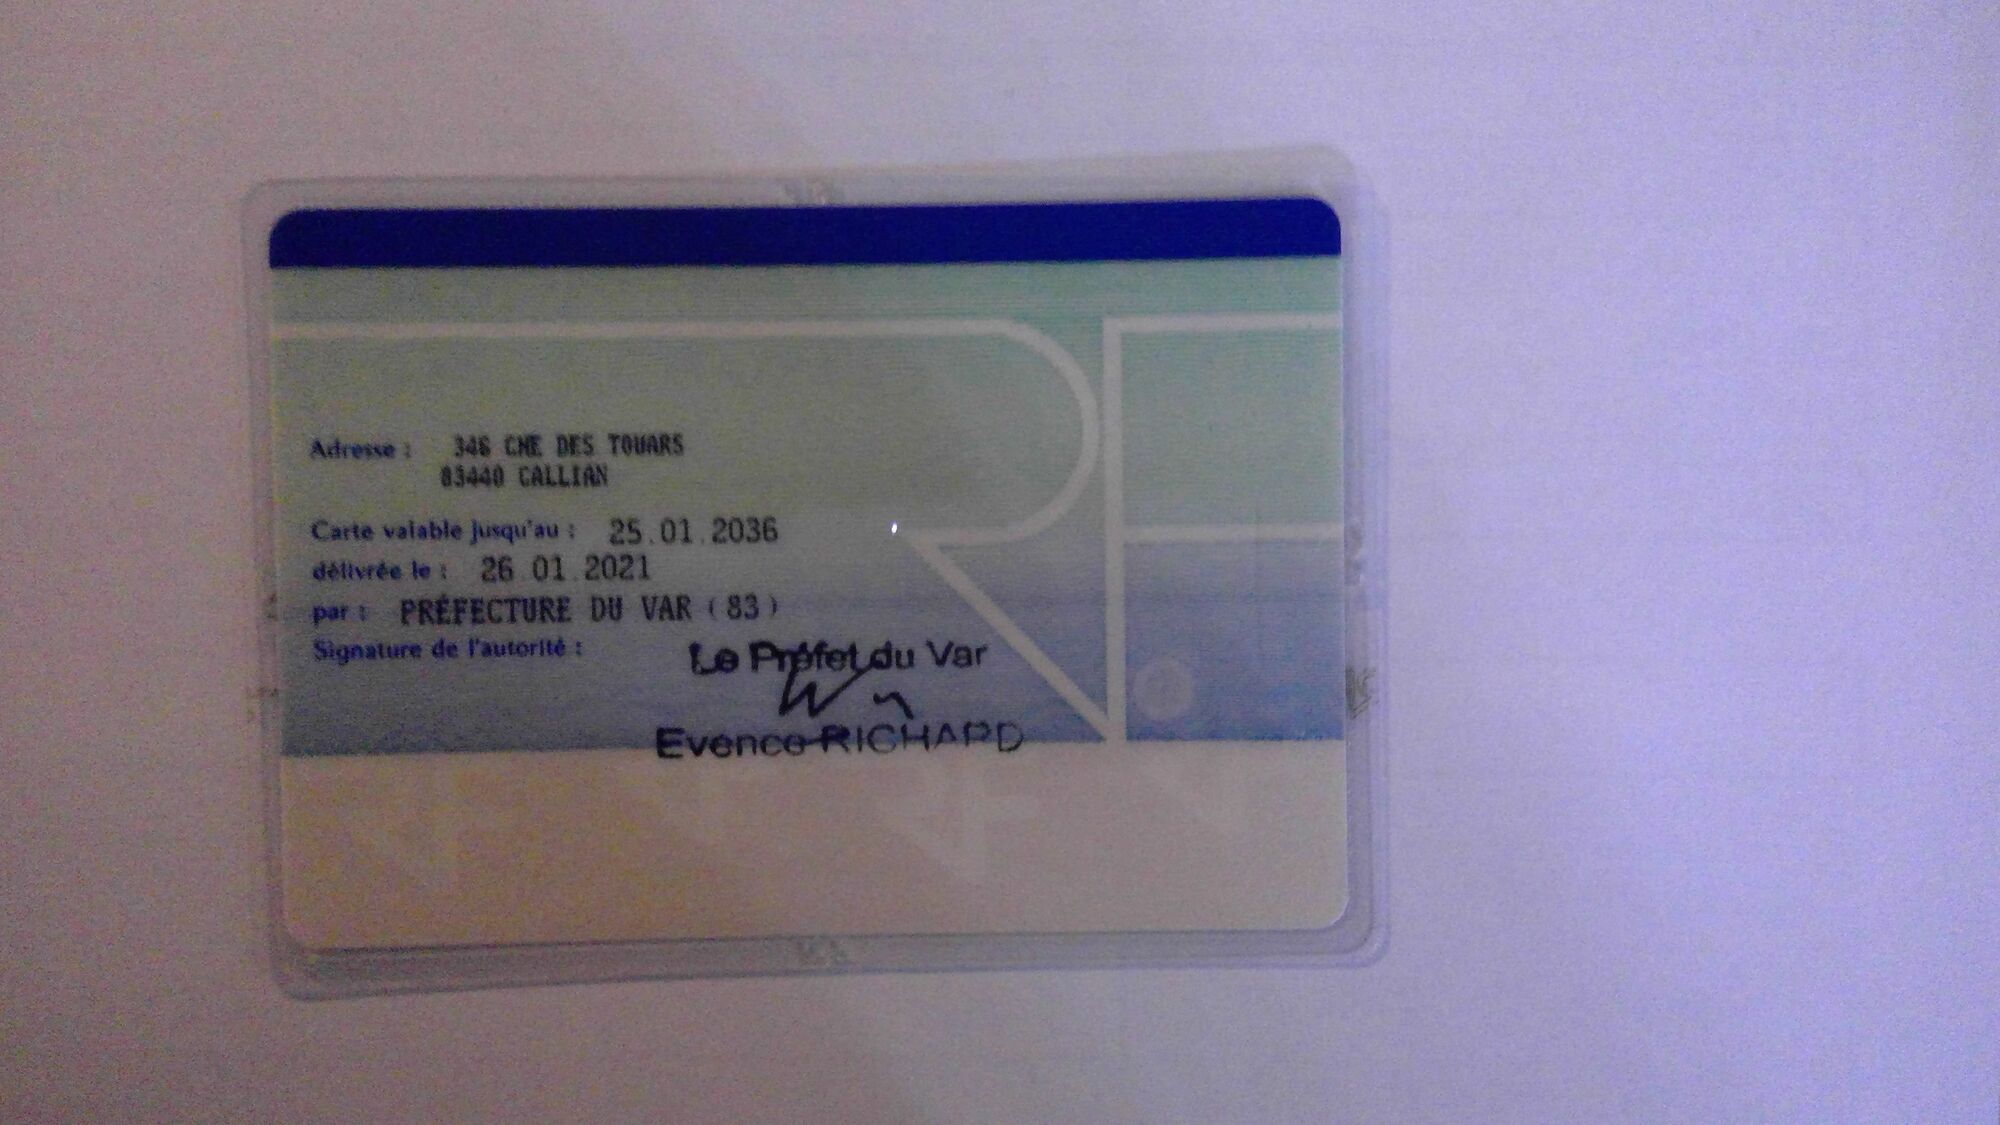 Adresse : 346 CHE DES TOUARS
83440 CALLIAN
Carte valable jusqu'au : 25.01.2036
délivrée le : 26.01.2021
par : PRÉFECTURE DU VAR (83)
Signature de l'autorité :
Le Préfet du Var
Evence RICHARD